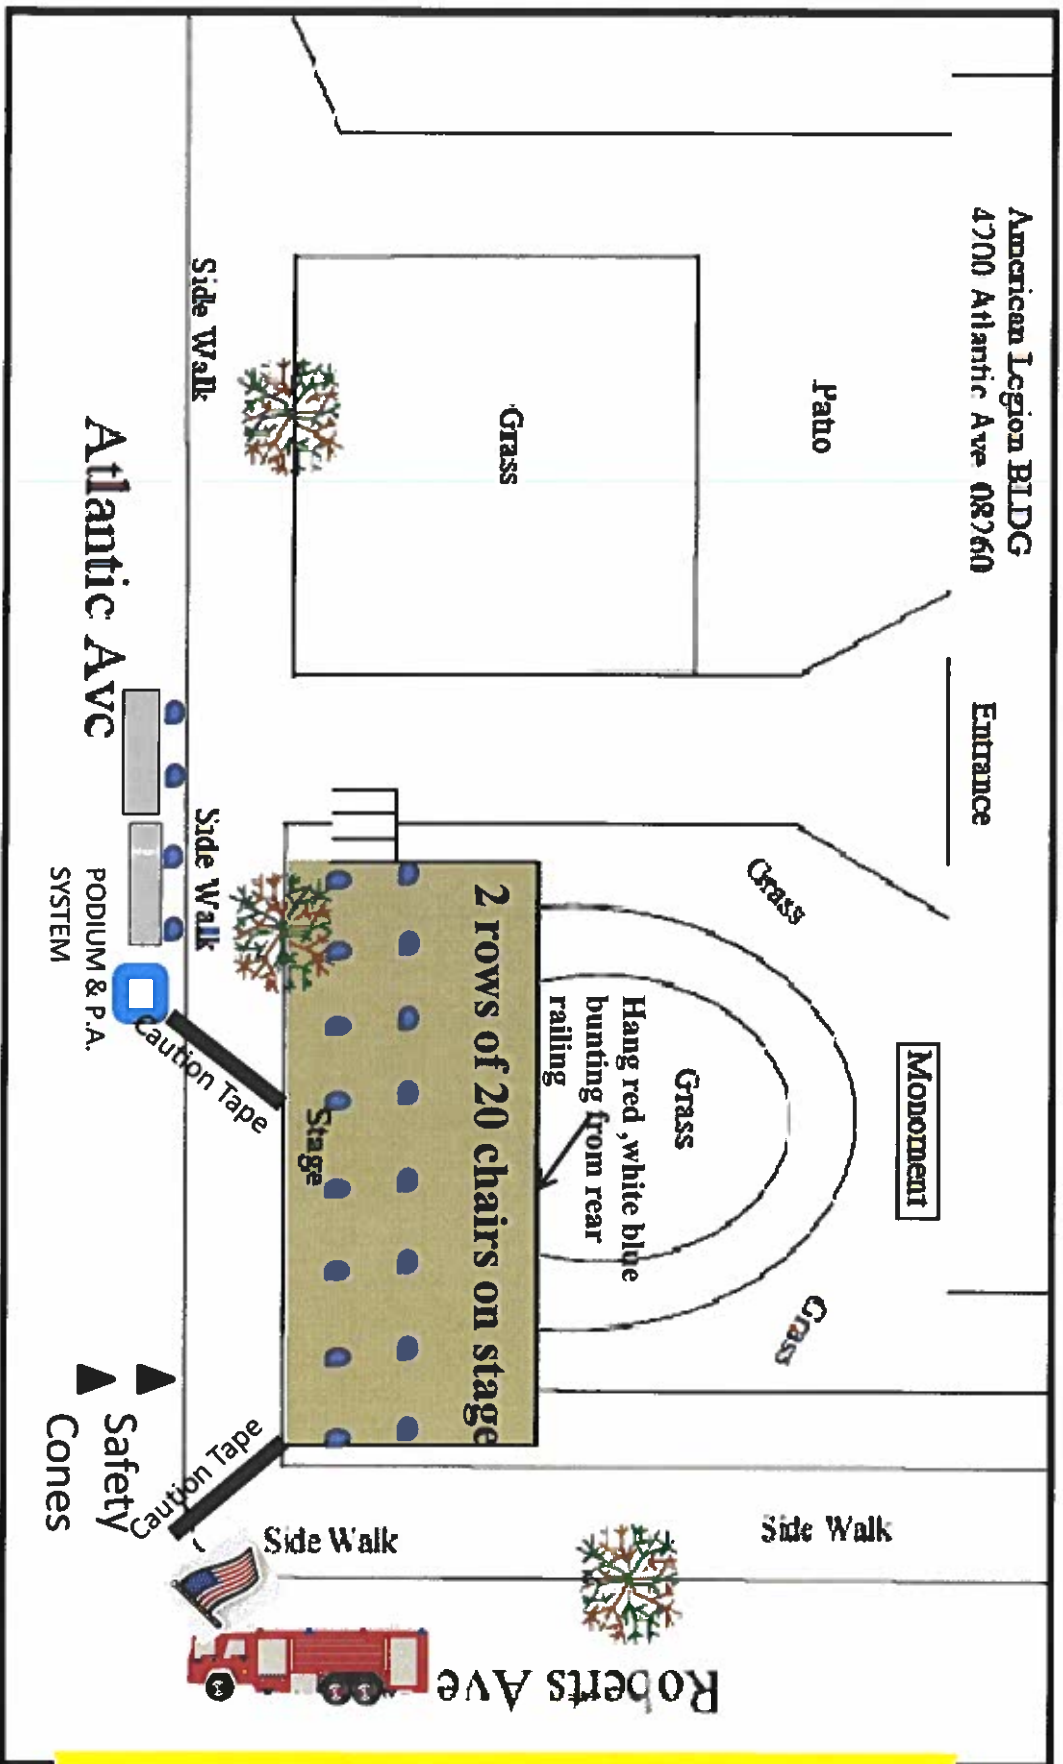 American Legion BLDG
4200 Atlantic Ave 08260
Entrance
Monoment
Patio
Grass
Grass
Grass
Grass
Hang red ,white blue
bunting from rear
railing
2 rows of 20 chairs on stage
Stage
Side Walk
Side Walk
Side Walk
Side Walk
Atlantic Ave
PODIUM & P.A.
SYSTEM
Caution Tape
Caution Tape
Safety
Cones
Roberts Ave